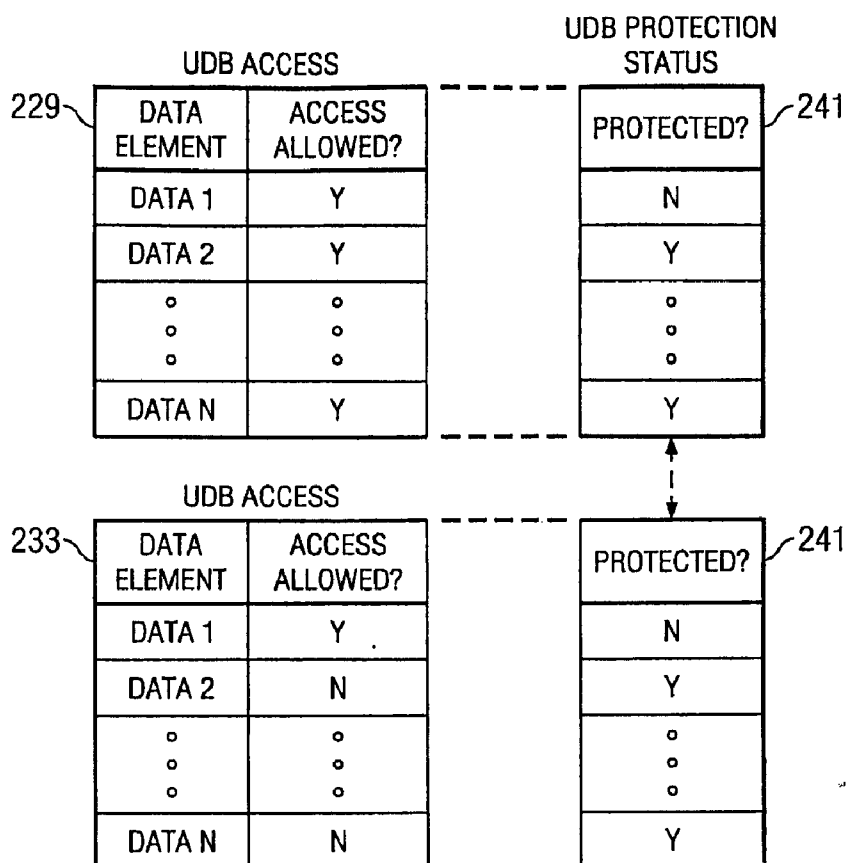 UDB PROTECTION
STATUS
UDB ACCESS
229
DATA
ELEMENT
ACCESS
ALLOWED?
PROTECTED?
241
DATA 1
Y
N
DATA 2
Y
Y
DATA N
Y
Y
UDB ACCESS
233
DATA
ELEMENT
ACCESS
ALLOWED?
PROTECTED?
241
DATA 1
Y
N
DATA 2
N
Y
DATA N
N
Y